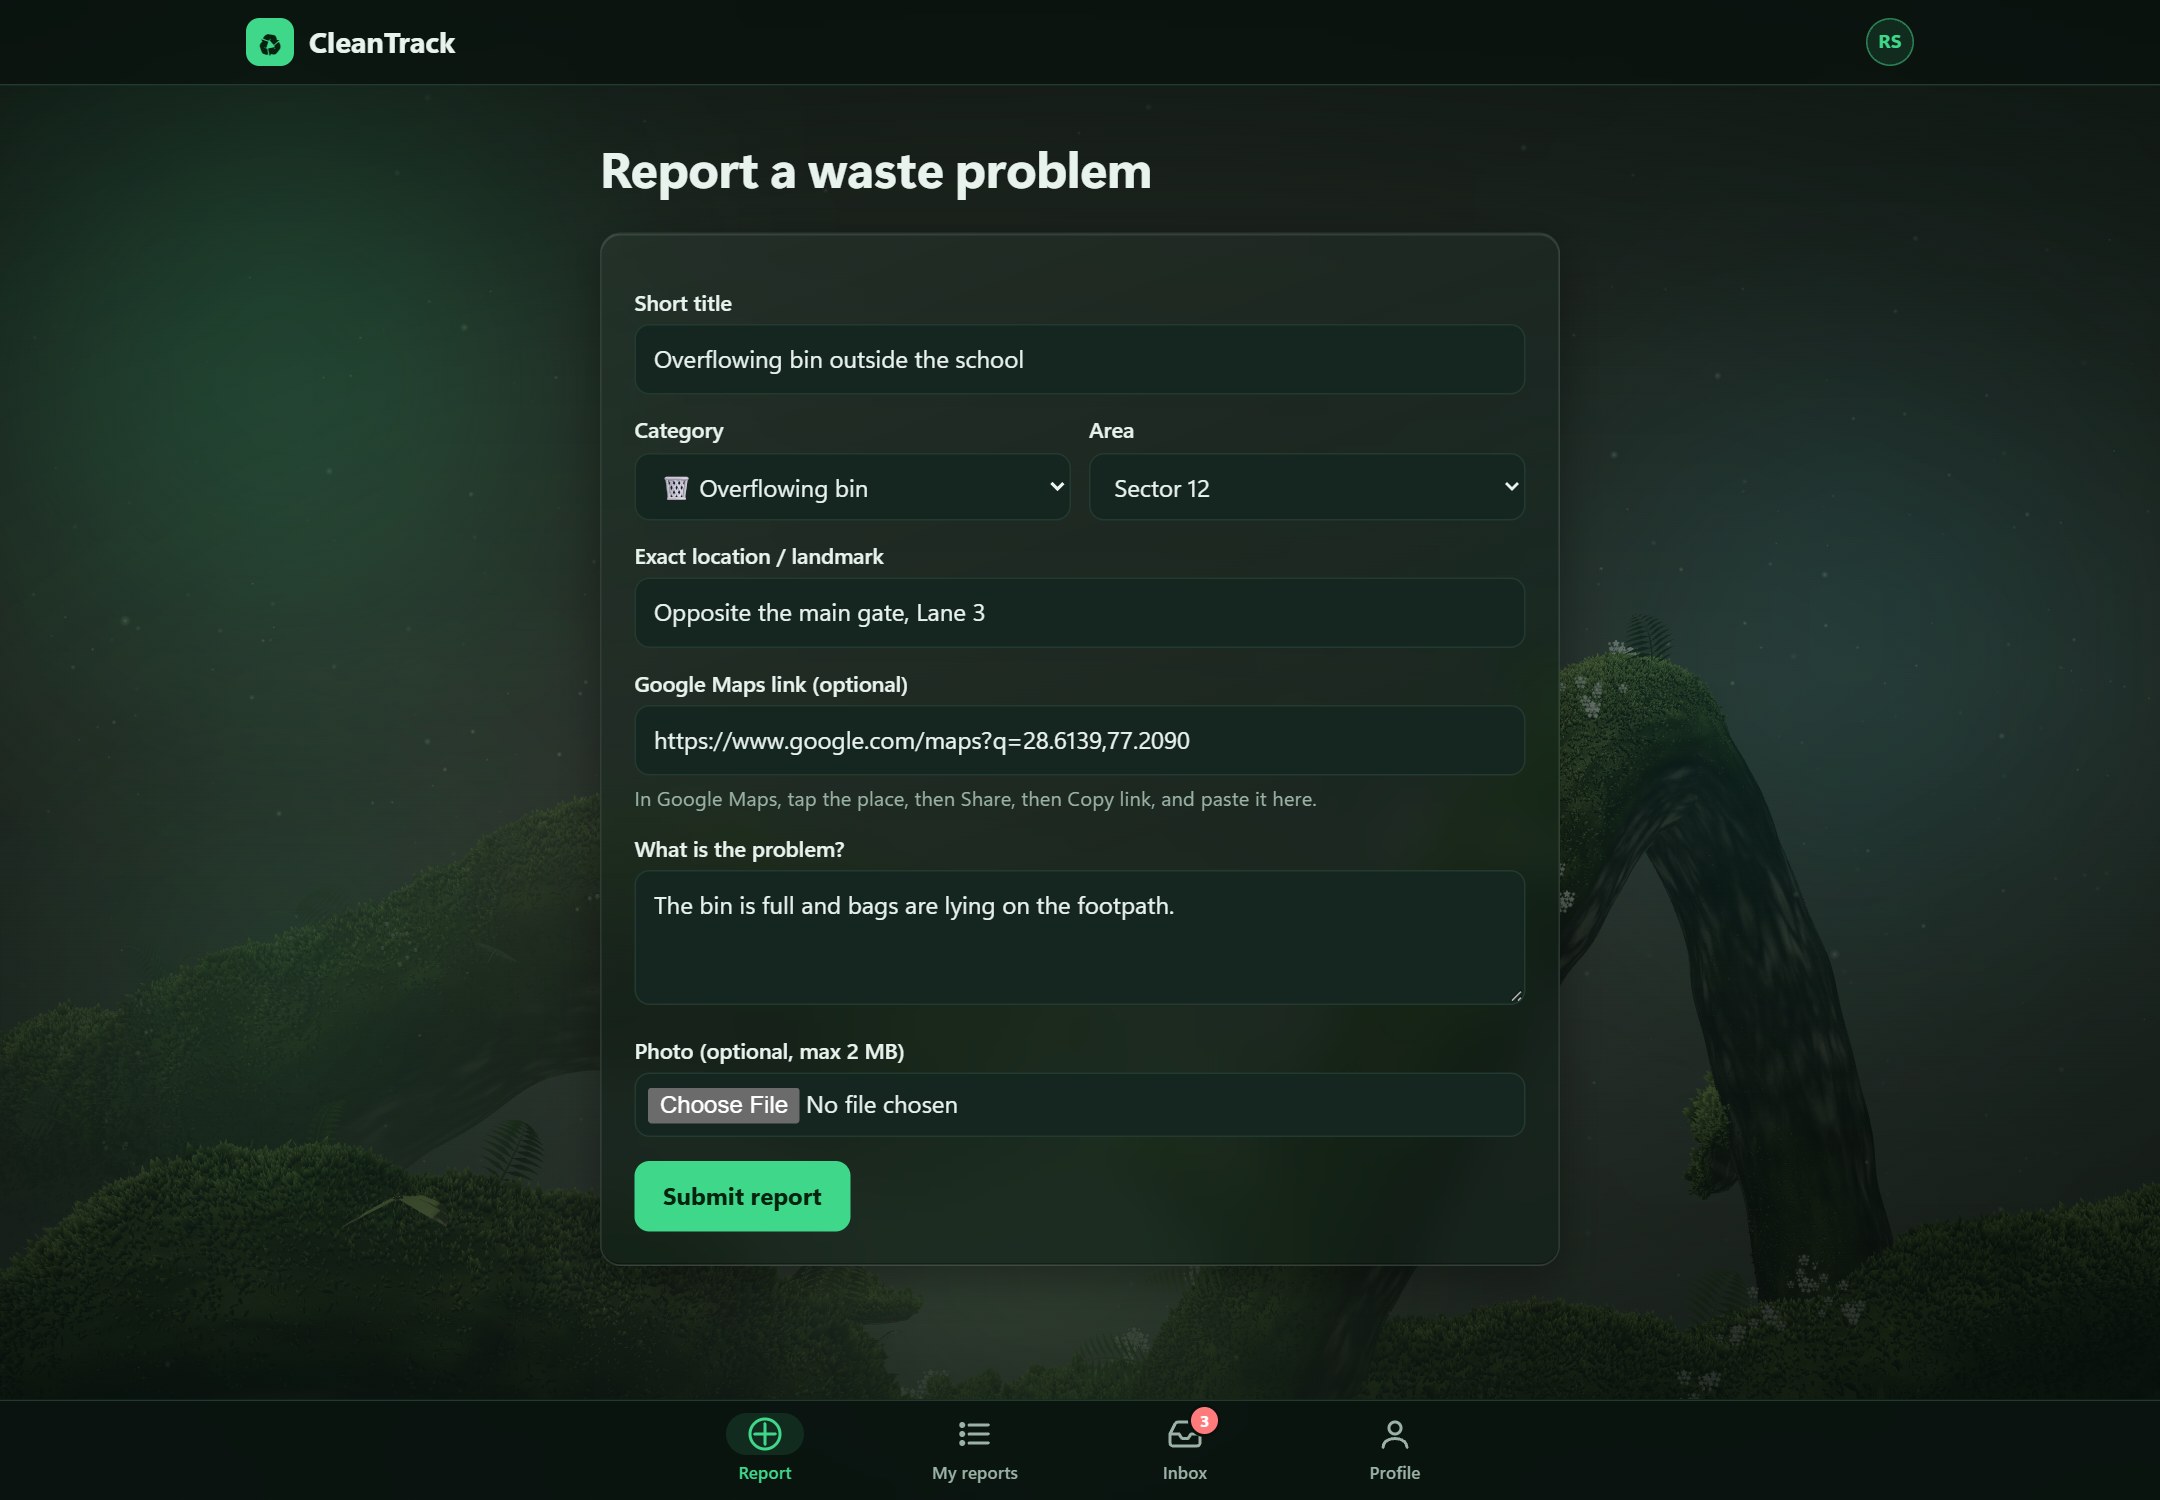 CleanTrack
RS
Report a waste problem
Short title
Overflowing bin outside the school
Category
Area
Overflowing bin
Sector 12
Exact location / landmark
Opposite the main gate, Lane 3
Google Maps link (optional)
https://www.google.com/maps?q=28.6139,77.2090
In Google Maps, tap the place, then Share, then Copy link, and paste it here.
What is the problem?
The bin is full and bags are lying on the footpath.
Photo (optional, max 2 MB)
Choose File No file chosen
Submit report
3
Report
My reports
Inbox
Profile